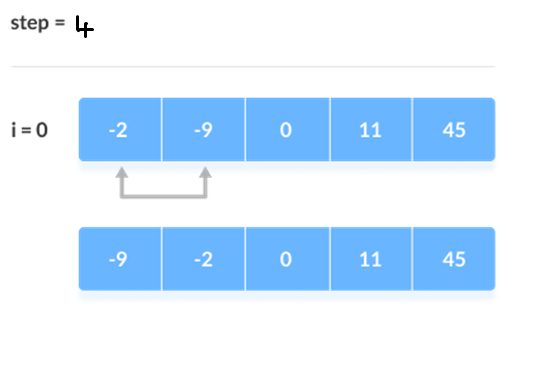 step = 4
i = 0 -2 -9 0 11 45
-9 -2 0 11 45